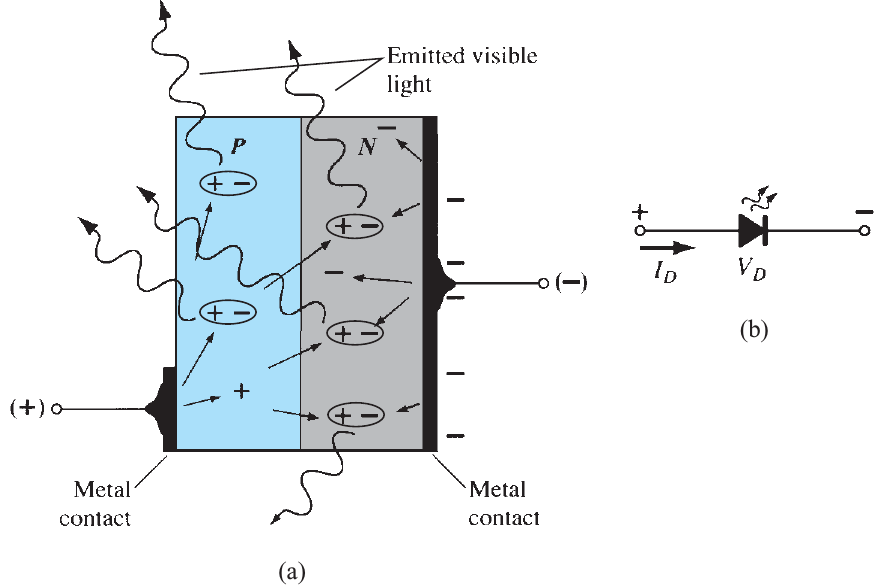 Emitted visible
light
P
N
(+)
(−)
+
−
I_D
V_D
(b)
+ −
+ −
+ −
+ −
+ −
+
−
−
−
−
−
−
−
Metal
contact
Metal
contact
(a)